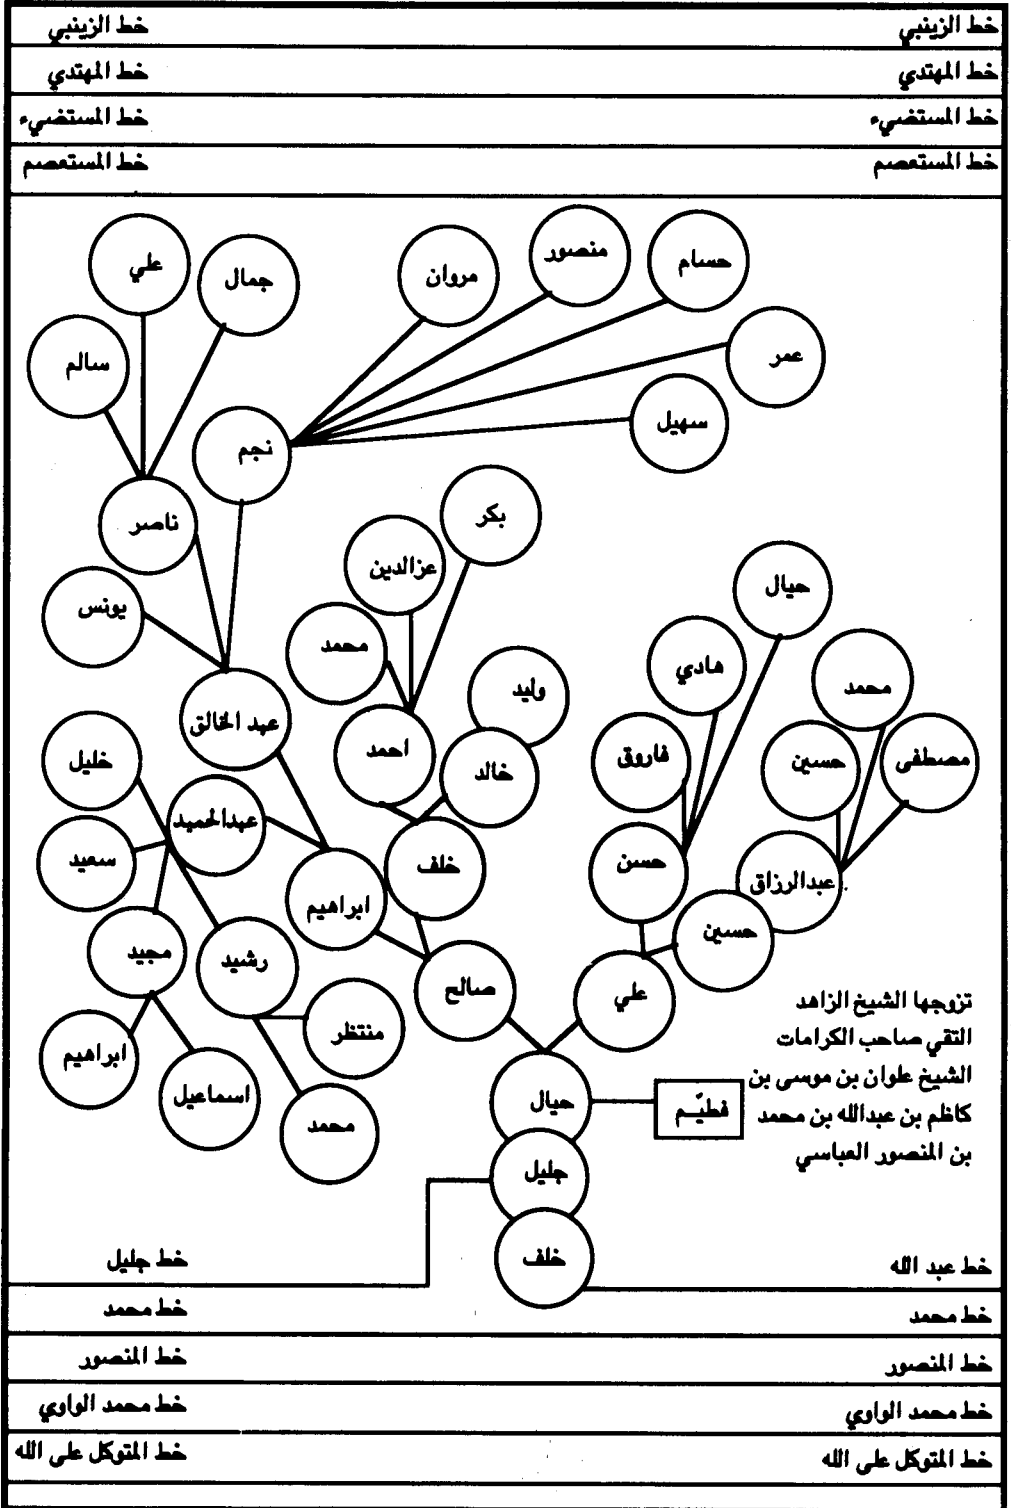 خط الزينبي
خط الزينبي
خط المهتدي
خط المهتدي
خط المستضيء
خط المستضيء
خط المستعصم
خط المستعصم
حسام
منصور
مروان
جمال
علي
عمر
سالم
سهيل
نجم
ناصر
بكر
عزالدين
حيال
يونس
محمد
هادي
محمد
وليد
عبد الخالق
احمد
خالد
فاروق
حسين
مصطفى
خليل
عبدالحميد
سعيد
خلف
حسن
عبدالرزاق
ابراهيم
حسين
مجيد
رشيد
صالح
علي
منتظر
ابراهيم
اسماعيل
محمد
تزوجها الشيخ الزاهد
التقي صاحب الكرامات
الشيخ علوان بن موسى بن
كاظم بن عبدالله بن محمد
بن المنصور العباسي
فطيّم
حيال
جليل
خلف
خط عبد الله
خط جليل
خط محمد
خط محمد
خط المنصور
خط المنصور
خط محمد الواوي
خط محمد الواوي
خط المتوكل على الله
خط المتوكل على الله